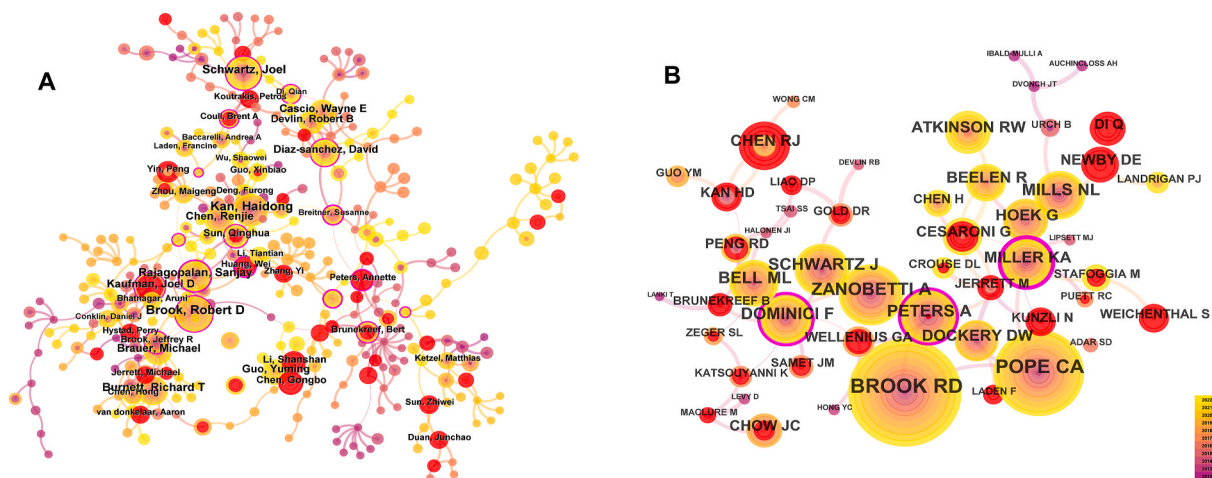 A
Schwartz, Joel
Koutrakis, Petros
Di, Qian
Coull, Brent A
Cascio, Wayne E
Devlin, Robert B
Baccarelli, Andrea A
Laden, Francine
Diaz-sanchez, David
Wu, Shaowei
Yin, Peng
Guo, Xinbiao
Zhou, Maigeng
Deng, Furong
Kan, Haidong
Chen, Renjie
Breitner, Susanne
Sun, Qinghua
Li, Tiantian
Huang, Wei
Zhang, Yi
Rajagopalan, Sanjay
Kaufman, Joel D
Peters, Annette
Bhatnagar, Aruni
Brook, Robert D
Conklin, Daniel J
Hystad, Perry
Brook, Jeffrey R
Brauer, Michael
Brunekreef, Bert
Jerrett, Michael
Li, Shanshan
Guo, Yuming
Chen, Gongbo
Ketzel, Matthias
Burnett, Richard T
Chen, Hong
van donkelaar, Aaron
Sun, Zhiwei
Duan, Junchao
B
IBALD-MULLI A
AUCHINCLOSS AH
DVONCH JT
WONG CM
URCH B
CHEN RJ
ATKINSON RW
DI Q
NEWBY DE
DEVLIN RB
GUO YM
KAN HD
LIAO DP
BEELEN R
MILLS NL
LANDRIGAN PJ
CHEN H
TSAI SS
GOLD DR
HOEK G
HALONEN JI
CESARONI G
LIPSETT MJ
PENG RD
MILLER KA
SCHWARTZ J
CROUSE DL
STAFOGGIA M
BELL ML
ZANOBETTI A
JERRETT M
PUETT RC
LANKI T
BRUNEKREEF B
DOMINICI F
PETERS A
KUNZLI N
WEICHENTHAL S
ZEGER SL
WELLENIUS GA
DOCKERY DW
ADAR SD
SAMET JM
KATSOUYANNI K
BROOK RD
POPE CA
LADEN F
LEVY D
MACLURE M
HONG YC
CHOW JC
2022